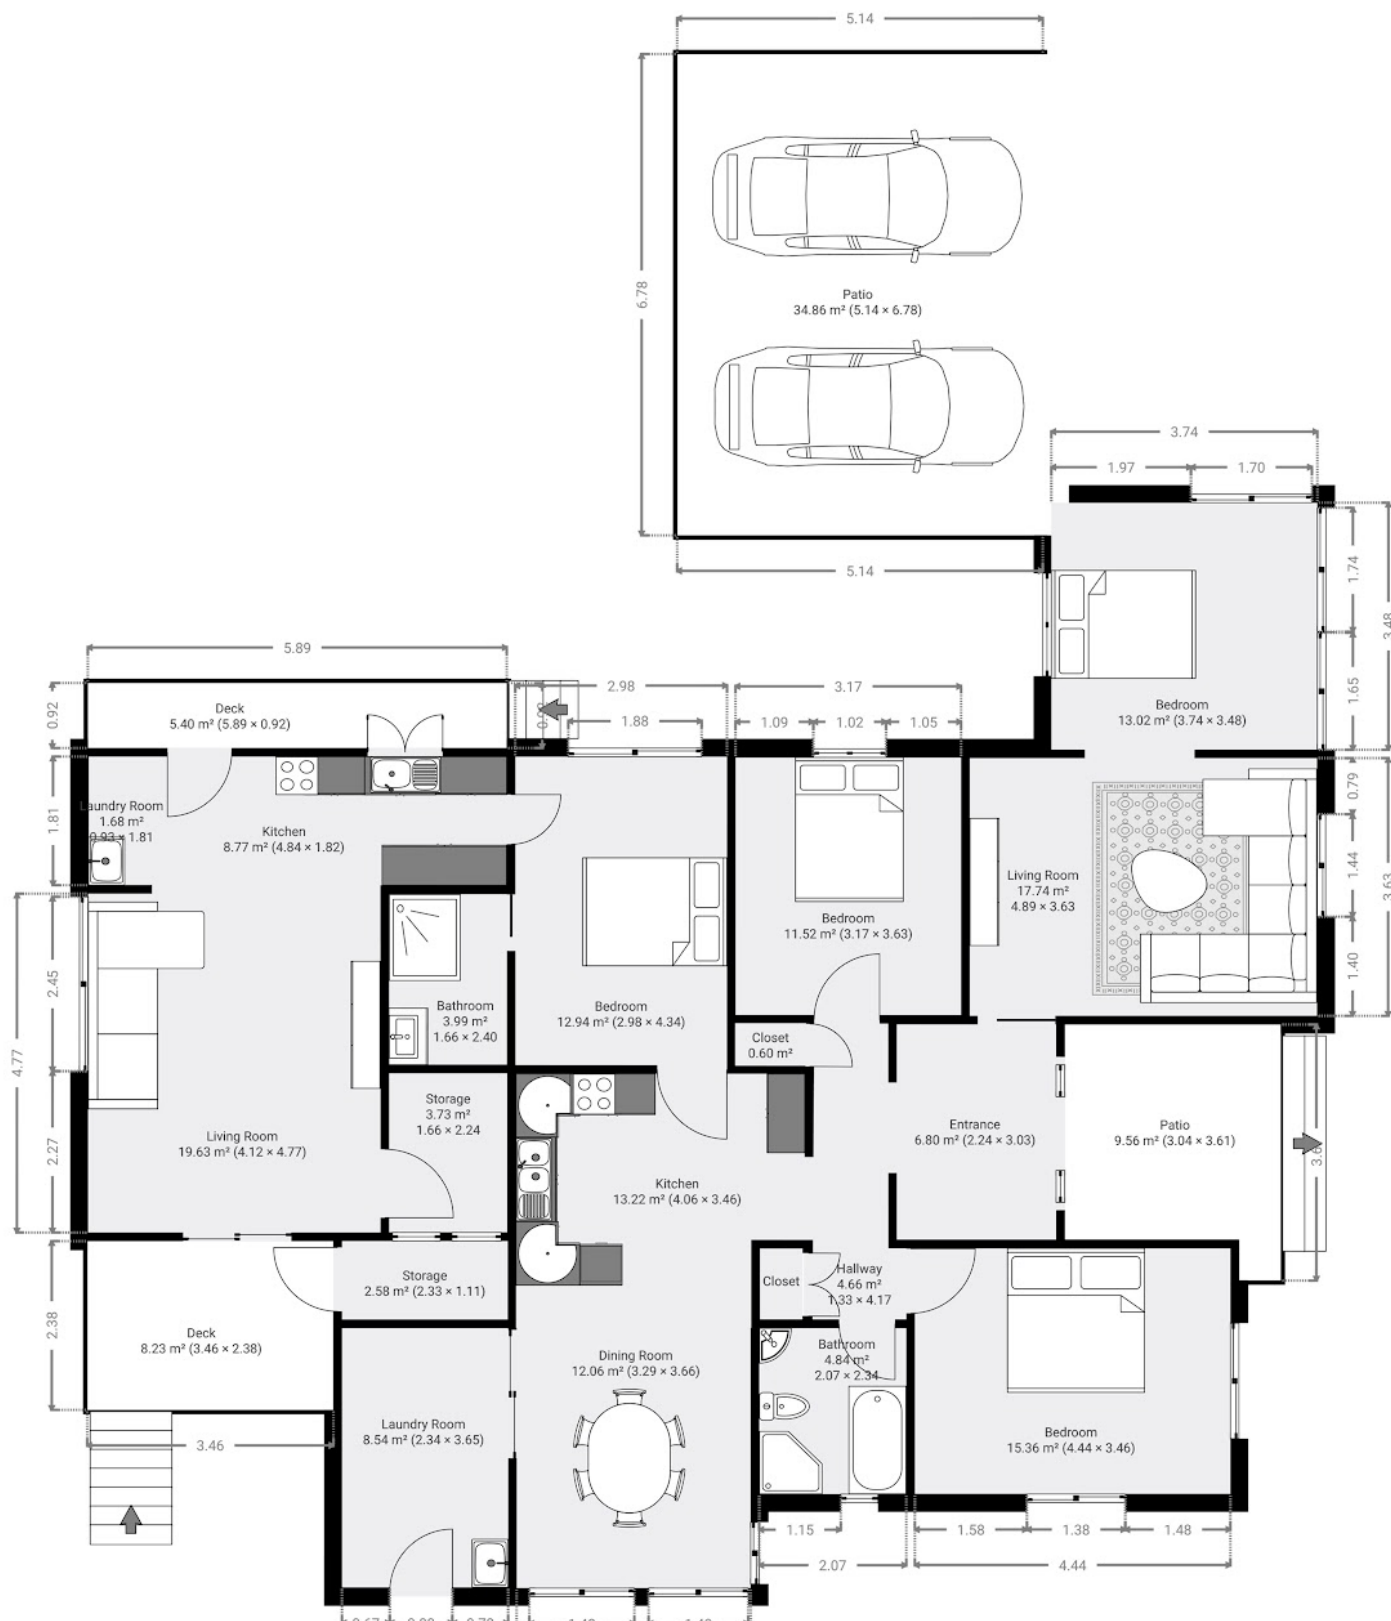 5.14
6.78
Patio
34.86 m² (5.14 × 6.78)
5.14
3.74
1.97
1.70
1.74
3.48
1.65
Bedroom
13.02 m² (3.74 × 3.48)
5.89
0.92
Deck
5.40 m² (5.89 × 0.92)
2.98
1.88
3.17
1.09
1.02
1.05
1.81
Laundry Room
1.68 m²
0.93 × 1.81
Kitchen
8.77 m² (4.84 × 1.82)
Bedroom
11.52 m² (3.17 × 3.63)
Living Room
17.74 m²
4.89 × 3.63
0.79
1.44
3.63
1.40
2.45
4.77
2.27
Bathroom
3.99 m²
1.66 × 2.40
Bedroom
12.94 m² (2.98 × 4.34)
Closet
0.60 m²
Storage
3.73 m²
1.66 × 2.24
Living Room
19.63 m² (4.12 × 4.77)
Kitchen
13.22 m² (4.06 × 3.46)
Entrance
6.80 m² (2.24 × 3.03)
Patio
9.56 m² (3.04 × 3.61)
Storage
2.58 m² (2.33 × 1.11)
Closet
Hallway
4.66 m²
1.33 × 4.17
2.38
Deck
8.23 m² (3.46 × 2.38)
3.46
Dining Room
12.06 m² (3.29 × 3.66)
Bathroom
4.84 m²
2.07 × 2.34
Laundry Room
8.54 m² (2.34 × 3.65)
Bedroom
15.36 m² (4.44 × 3.46)
1.15
2.07
1.58
1.38
1.48
4.44